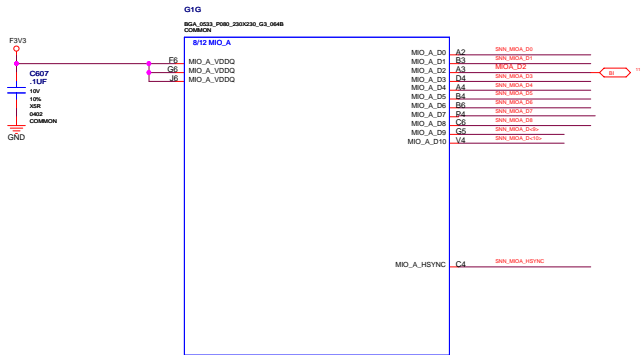 G1G
BGA_0533_P080_230X230_G3_064B
COMMON
8/12 MIO_A
F3V3
C607
.1UF
10V
10%
X5R
0402
COMMON
GND
F6 MIO_A_VDDQ
G6 MIO_A_VDDQ
J6 MIO_A_VDDQ
MIO_A_D0 A2 SNN_MIOA_D0
MIO_A_D1 B3 SNN_MIOA_D1
MIO_A_D2 A3 MIOA_D2 BI
MIO_A_D3 D4 SNN_MIOA_D3
MIO_A_D4 A4 SNN_MIOA_D4
MIO_A_D5 B4 SNN_MIOA_D5
MIO_A_D6 B6 SNN_MIOA_D6
MIO_A_D7 P4 SNN_MIOA_D7
MIO_A_D8 C6 SNN_MIOA_D8
MIO_A_D9 G5 SNN_MIOA_D<9>
MIO_A_D10 V4 SNN_MIOA_D<10>
MIO_A_HSYNC C4 SNN_MIOA_HSYNC